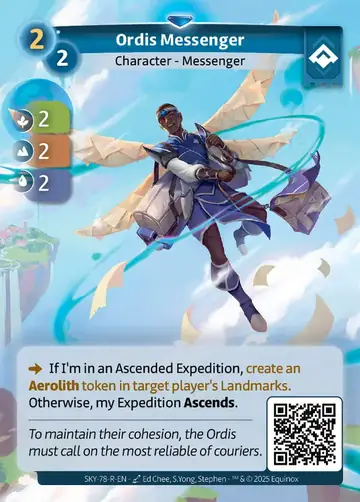 2
Ordis Messenger
2
Character - Messenger
2
2
2
If I'm in an Ascended Expedition, create an
Aerolith token in target player's Landmarks.
Otherwise, my Expedition Ascends.
To maintain their cohesion, the Ordis
must call on the most reliable of couriers.
SKY-78-R-EN - Ed Chee, S.Yong, Stephen - ™ & © 2025 Equinox